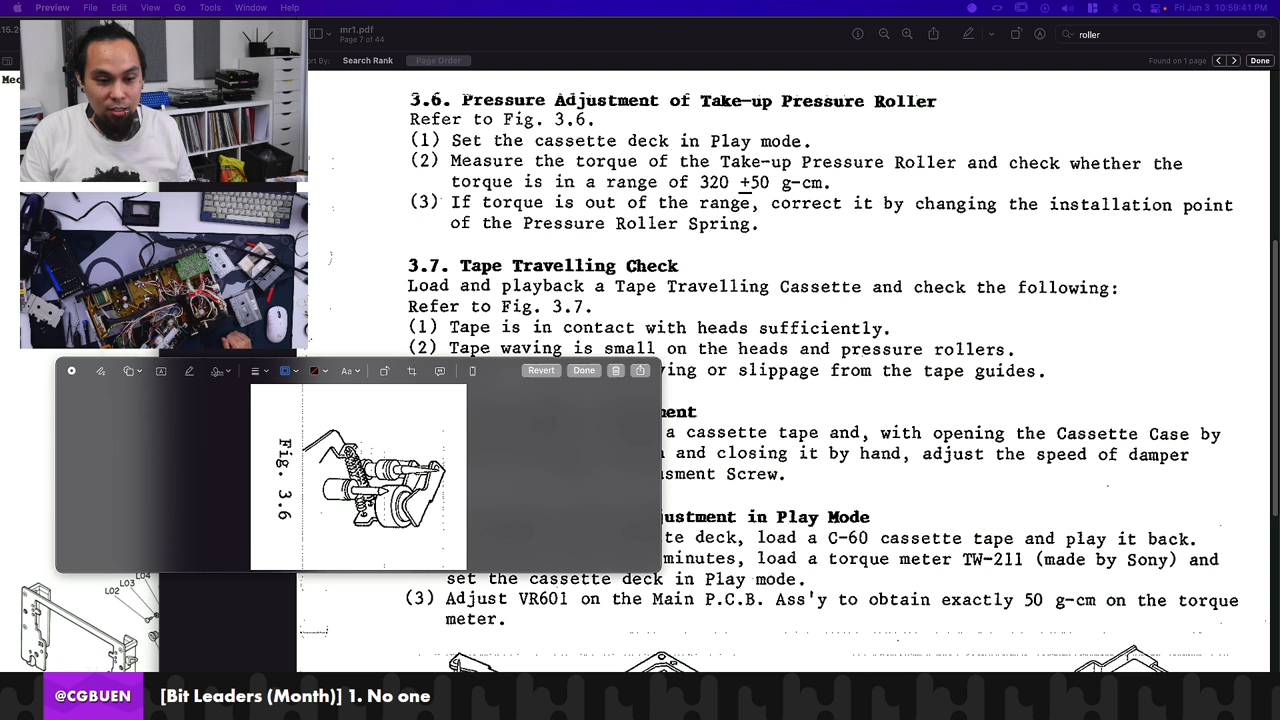 Preview File Edit View Go Tools Window Help
Fri Jun 3 10:59:41 PM
mr1.pdf
Page 7 of 44
roller
Search Rank
Page Order
Found on 1 page
Done
3.6. Pressure Adjustment of Take-up Pressure Roller
Refer to Fig. 3.6.
(1) Set the cassette deck in Play mode.
(2) Measure the torque of the Take-up Pressure Roller and check whether the
torque is in a range of 320 ±50 g-cm.
(3) If torque is out of the range, correct it by changing the installation point
of the Pressure Roller Spring.
3.7. Tape Travelling Check
Load and playback a Tape Travelling Cassette and check the following:
Refer to Fig. 3.7.
(1) Tape is in contact with heads sufficiently.
(2) Tape waving is small on the heads and pressure rollers.
ving or slippage from the tape guides.
Revert
Done
Fig. 3.6
ment
a cassette tape and, with opening the Cassette Case by
and closing it by hand, adjust the speed of damper
sment Screw.
justment in Play Mode
te deck, load a C-60 cassette tape and play it back.
minutes, load a torque meter TW-211 (made by Sony) and
set the cassette deck in Play mode.
(3) Adjust VR601 on the Main P.C.B. Ass'y to obtain exactly 50 g-cm on the torque
meter.
L04
L03
L02
@CGBUEN
[Bit Leaders (Month)] 1. No one